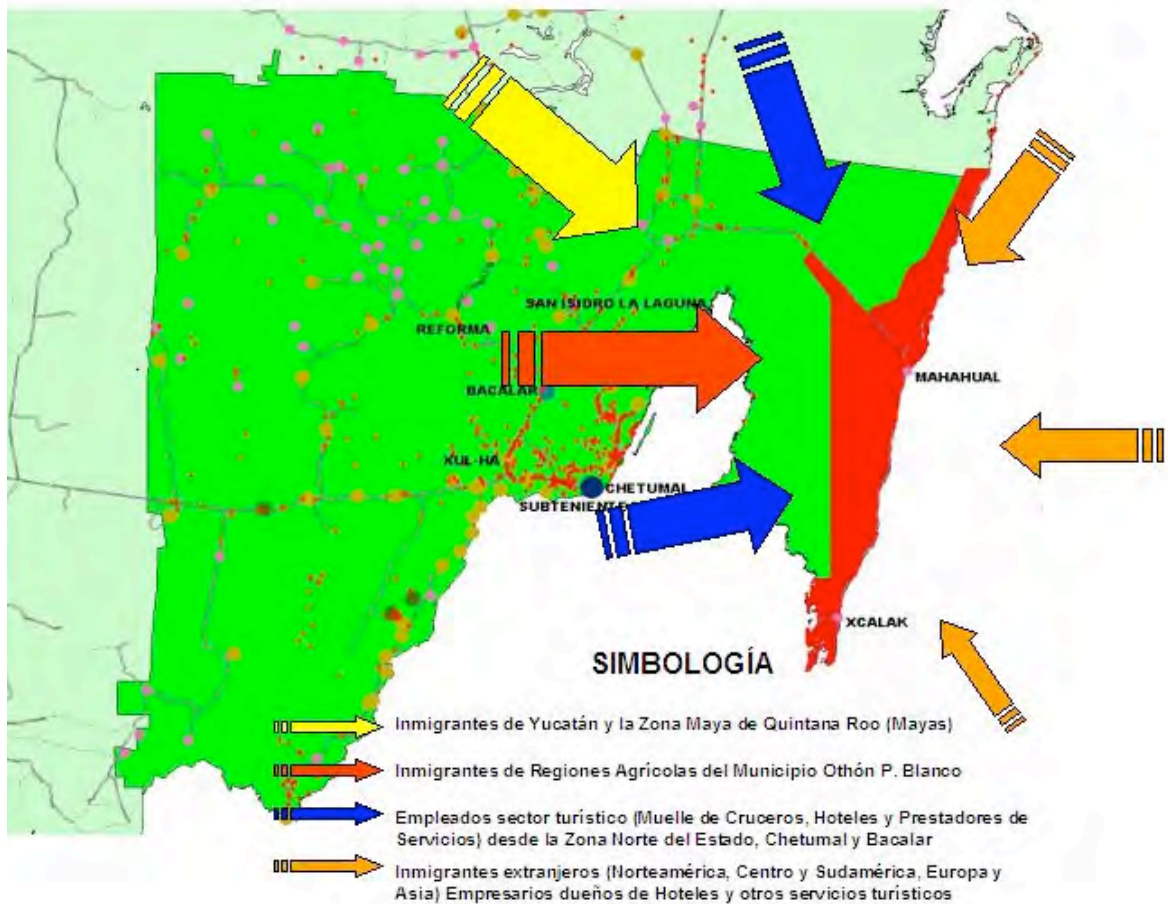 SAN ISIDRO LA LAGUNA
REFORMA
BACALAR
MAHAHUAL
XUL-HA
CHETUMAL
SUBTENIENTE
XCALAK
SIMBOLOGÍA
Inmigrantes de Yucatán y la Zona Maya de Quintana Roo (Mayas)
Inmigrantes de Regiones Agrícolas del Municipio Othón P. Blanco
Empleados sector turístico (Muelle de Cruceros, Hoteles y Prestadores de
Servicios) desde la Zona Norte del Estado, Chetumal y Bacalar
Inmigrantes extranjeros (Norteamérica, Centro y Sudamérica, Europa y
Asia) Empresarios dueños de Hoteles y otros servicios turísticos